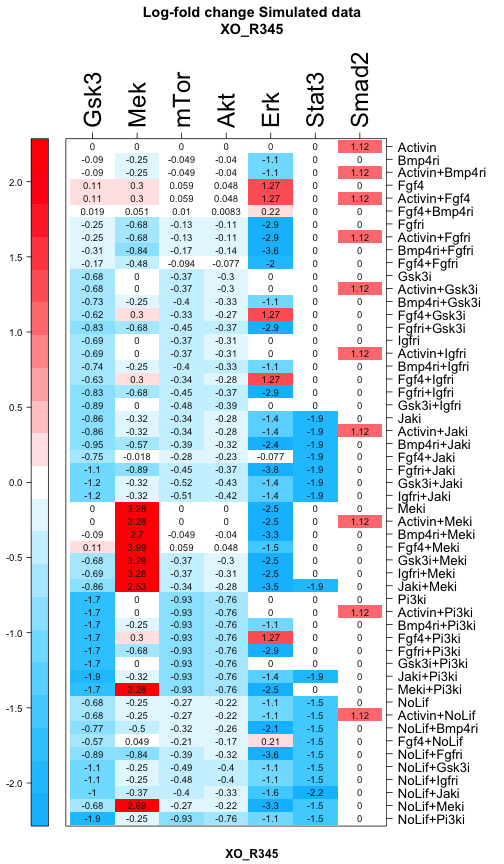 Log-fold change Simulated data
XO_R345
Gsk3 Mek mTor Akt Erk Stat3 Smad2
2.0
1.5
1.0
0.5
0.0
-0.5
-1.0
-1.5
-2.0
0 0 0 0 0 0 1.12 Activin
-0.09 -0.25 -0.049 -0.04 -1.1 0 0 Bmp4ri
-0.09 -0.25 -0.049 -0.04 -1.1 0 1.12 Activin+Bmp4ri
0.11 0.3 0.059 0.048 1.27 0 0 Fgf4
0.11 0.3 0.059 0.048 1.27 0 1.12 Activin+Fgf4
0.019 0.051 0.01 0.0083 0.22 0 0 Fgf4+Bmp4ri
-0.25 -0.68 -0.13 -0.11 -2.9 0 0 Fgfri
-0.25 -0.68 -0.13 -0.11 -2.9 0 1.12 Activin+Fgfri
-0.31 -0.84 -0.17 -0.14 -3.6 0 0 Bmp4ri+Fgfri
-0.17 -0.48 -0.094 -0.077 -2 0 0 Fgf4+Fgfri
-0.68 0 -0.37 -0.3 0 0 0 Gsk3i
-0.68 0 -0.37 -0.3 0 0 1.12 Activin+Gsk3i
-0.73 -0.25 -0.4 -0.33 -1.1 0 0 Bmp4ri+Gsk3i
-0.62 0.3 -0.33 -0.27 1.27 0 0 Fgf4+Gsk3i
-0.83 -0.68 -0.45 -0.37 -2.9 0 0 Fgfri+Gsk3i
-0.69 0 -0.37 -0.31 0 0 0 Igfri
-0.69 0 -0.37 -0.31 0 0 1.12 Activin+Igfri
-0.74 -0.25 -0.4 -0.33 -1.1 0 0 Bmp4ri+Igfri
-0.63 0.3 -0.34 -0.28 1.27 0 0 Fgf4+Igfri
-0.83 -0.68 -0.45 -0.37 -2.9 0 0 Fgfri+Igfri
-0.89 0 -0.48 -0.39 0 0 0 Gsk3i+Igfri
-0.86 -0.32 -0.34 -0.28 -1.4 -1.9 0 Jaki
-0.86 -0.32 -0.34 -0.28 -1.4 -1.9 1.12 Activin+Jaki
-0.95 -0.57 -0.39 -0.32 -2.4 -1.9 0 Bmp4ri+Jaki
-0.75 -0.018 -0.28 -0.23 -0.077 -1.9 0 Fgf4+Jaki
-1.1 -0.89 -0.45 -0.37 -3.8 -1.9 0 Fgfri+Jaki
-1.2 -0.32 -0.52 -0.43 -1.4 -1.9 0 Gsk3i+Jaki
-1.2 -0.32 -0.51 -0.42 -1.4 -1.9 0 Igfri+Jaki
0 3.28 0 0 -2.5 0 0 Meki
0 3.28 0 0 -2.5 0 1.12 Activin+Meki
-0.09 2.7 -0.049 -0.04 -3.3 0 0 Bmp4ri+Meki
0.11 3.99 0.059 0.048 -1.5 0 0 Fgf4+Meki
-0.68 3.28 -0.37 -0.3 -2.5 0 0 Gsk3i+Meki
-0.69 3.28 -0.37 -0.31 -2.5 0 0 Igfri+Meki
-0.86 2.53 -0.34 -0.28 -3.5 -1.9 0 Jaki+Meki
-1.7 0 -0.93 -0.76 0 0 0 Pi3ki
-1.7 0 -0.93 -0.76 0 0 1.12 Activin+Pi3ki
-1.7 -0.25 -0.93 -0.76 -1.1 0 0 Bmp4ri+Pi3ki
-1.7 0.3 -0.93 -0.76 1.27 0 0 Fgf4+Pi3ki
-1.7 -0.68 -0.93 -0.76 -2.9 0 0 Fgfri+Pi3ki
-1.7 0 -0.93 -0.76 0 0 0 Gsk3i+Pi3ki
-1.9 -0.32 -0.93 -0.76 -1.4 -1.9 0 Jaki+Pi3ki
-1.7 3.28 -0.93 -0.76 -2.5 0 0 Meki+Pi3ki
-0.68 -0.25 -0.27 -0.22 -1.1 -1.5 0 NoLif
-0.68 -0.25 -0.27 -0.22 -1.1 -1.5 1.12 Activin+NoLif
-0.77 -0.5 -0.32 -0.26 -2.1 -1.5 0 NoLif+Bmp4ri
-0.57 0.049 -0.21 -0.17 0.21 -1.5 0 Fgf4+NoLif
-0.89 -0.84 -0.39 -0.32 -3.6 -1.5 0 NoLif+Fgfri
-1.1 -0.25 -0.49 -0.4 -1.1 -1.5 0 NoLif+Gsk3i
-1.1 -0.25 -0.48 -0.4 -1.1 -1.5 0 NoLif+Igfri
-1 -0.37 -0.4 -0.33 -1.6 -2.2 0 NoLif+Jaki
-0.68 2.69 -0.27 -0.22 -3.3 -1.5 0 NoLif+Meki
-1.9 -0.25 -0.93 -0.76 -1.1 -1.5 0 NoLif+Pi3ki
XO_R345